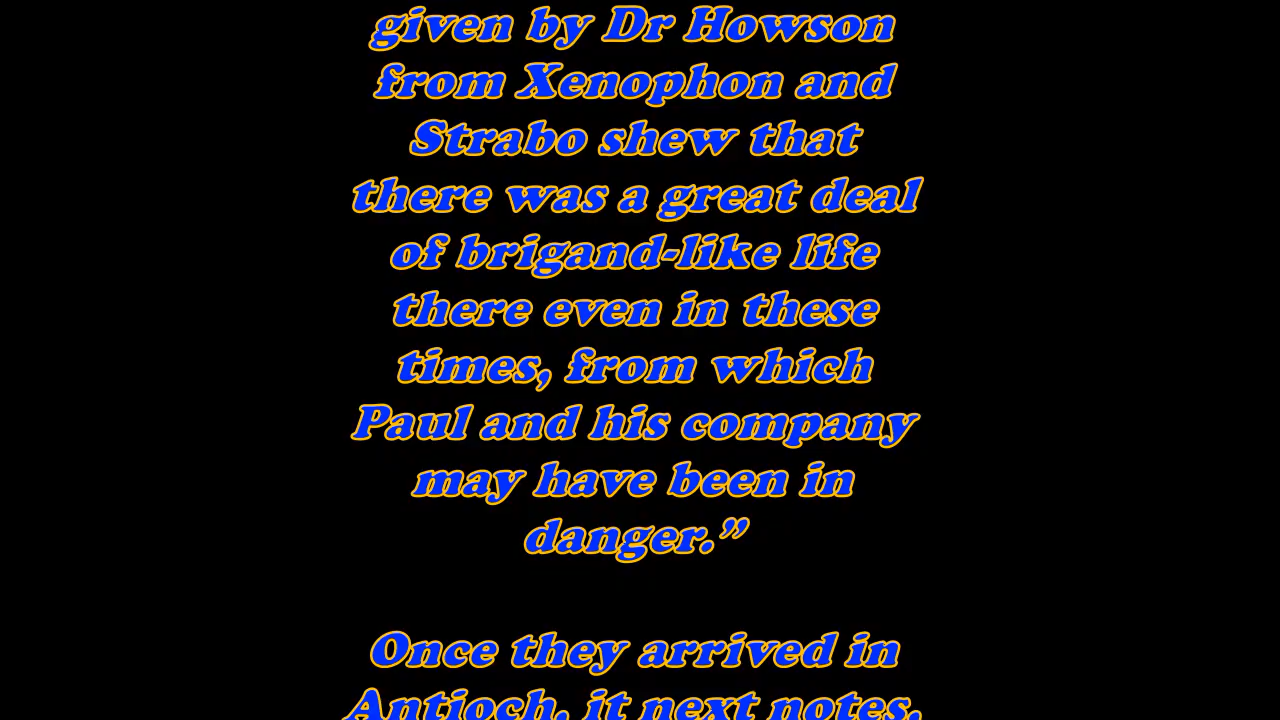 given by Dr Howson
from Xenophon and
Strabo shew that
there was a great deal
of brigand-like life
there even in these
times, from which
Paul and his company
may have been in
danger.”
Once they arrived in
Antioch, it next notes,